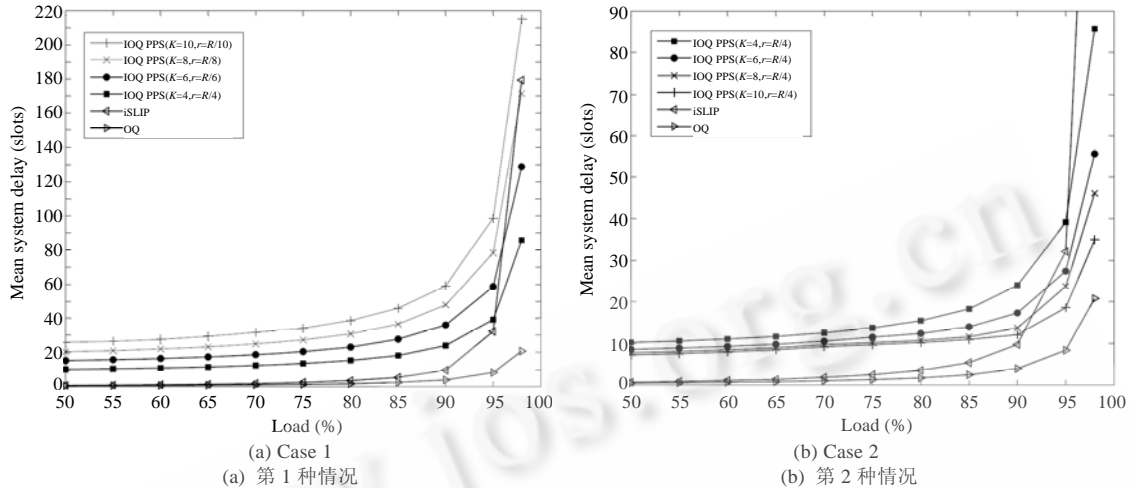 220
200
180
160
140
120
100
80
60
40
20
0
Mean system delay (slots)
IOQ PPS(K=10,r=R/10)
IOQ PPS(K=8,r=R/8)
IOQ PPS(K=6,r=R/6)
IOQ PPS(K=4,r=R/4)
iSLIP
OQ
50 55 60 65 70 75 80 85 90 95 100
Load (%)
(a) Case 1
(a) 第 1 种情况
90
80
70
60
50
40
30
20
10
0
Mean system delay (slots)
IOQ PPS(K=4,r=R/4)
IOQ PPS(K=6,r=R/4)
IOQ PPS(K=8,r=R/4)
IOQ PPS(K=10,r=R/4)
iSLIP
OQ
50 55 60 65 70 75 80 85 90 95 100
Load (%)
(b) Case 2
(b) 第 2 种情况
jos.org.cn